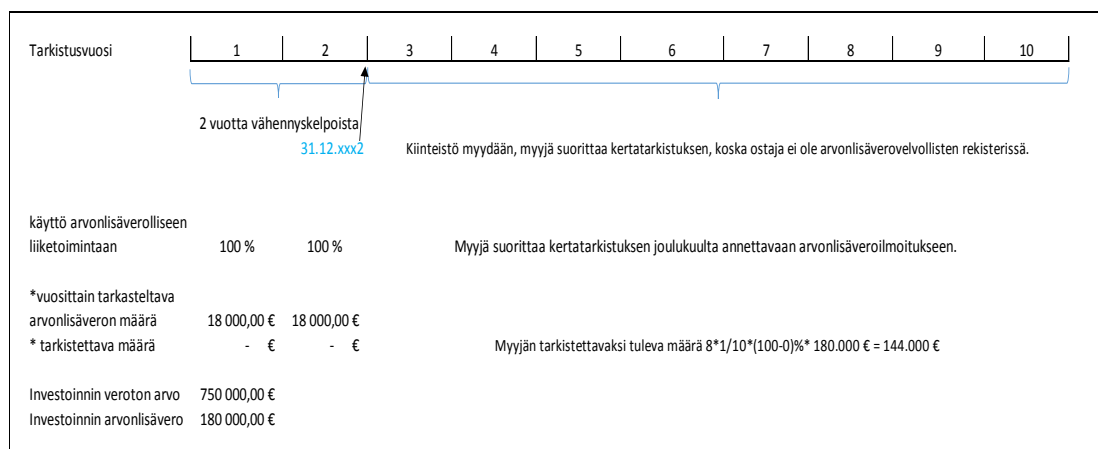 Tarkistusvuosi 1 2 3 4 5 6 7 8 9 10
2 vuotta vähennyskelpoista
31.12.xxx2 Kiinteistö myydään, myyjä suorittaa kertatarkistuksen, koska ostaja ei ole arvonlisäverovelvollisten rekisterissä.
käyttö arvonlisäverolliseen
liiketoimintaan 100 % 100 % Myyjä suorittaa kertatarkistuksen joulukuulta annettavaan arvonlisäveroilmoitukseen.
*vuosittain tarkasteltava
arvonlisäveron määrä 18 000,00 € 18 000,00 €
* tarkistettava määrä - € - € Myyjän tarkistettavaksi tuleva määrä 8*1/10*(100-0)%* 180.000 € = 144.000 €
Investoinnin veroton arvo 750 000,00 €
Investoinnin arvonlisävero 180 000,00 €